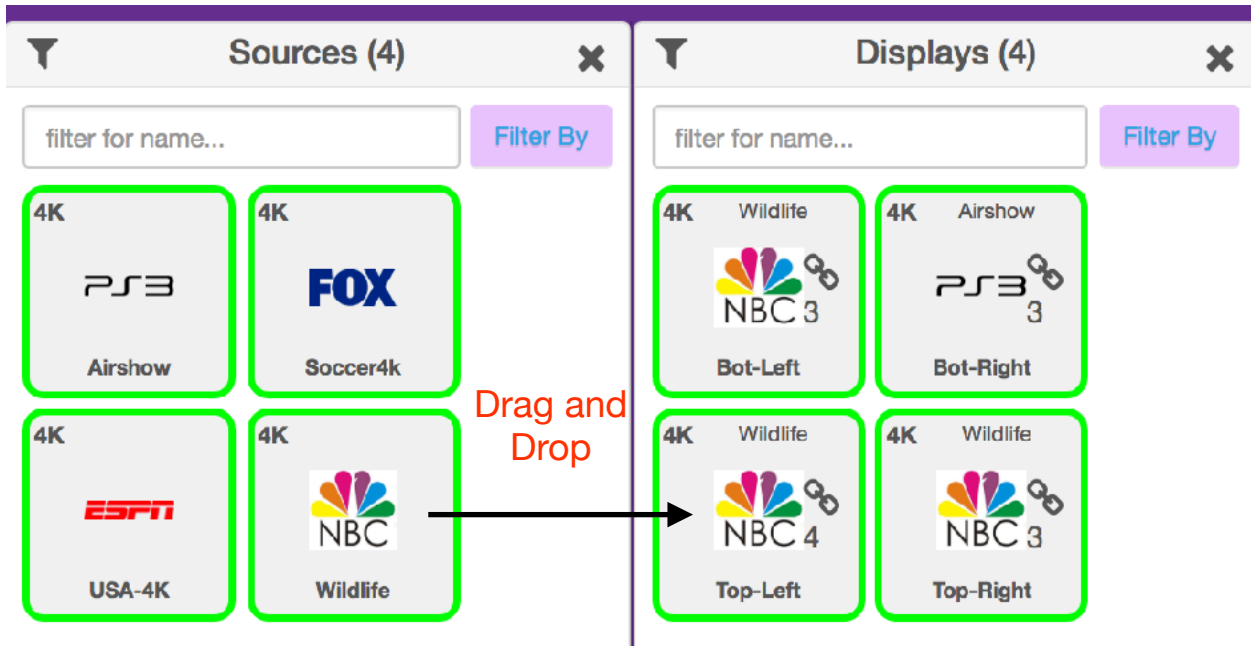 Sources (4)
filter for name...
Filter By
4K
PS3
Airshow
4K
FOX
Soccer4k
4K
ESPN
USA-4K
4K
NBC
Wildlife
Drag and
Drop
Displays (4)
filter for name...
Filter By
4K Wildlife
NBC 3
Bot-Left
4K Airshow
PS3
3
Bot-Right
4K Wildlife
NBC 4
Top-Left
4K Wildlife
NBC 3
Top-Right